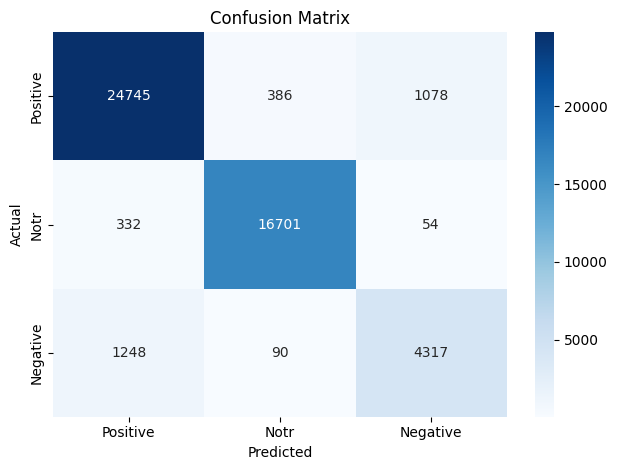 Confusion Matrix
Actual
Positive
24745 386 1078
Notr
332 16701 54
Negative
1248 90 4317
Positive Notr Negative
Predicted
20000
15000
10000
5000